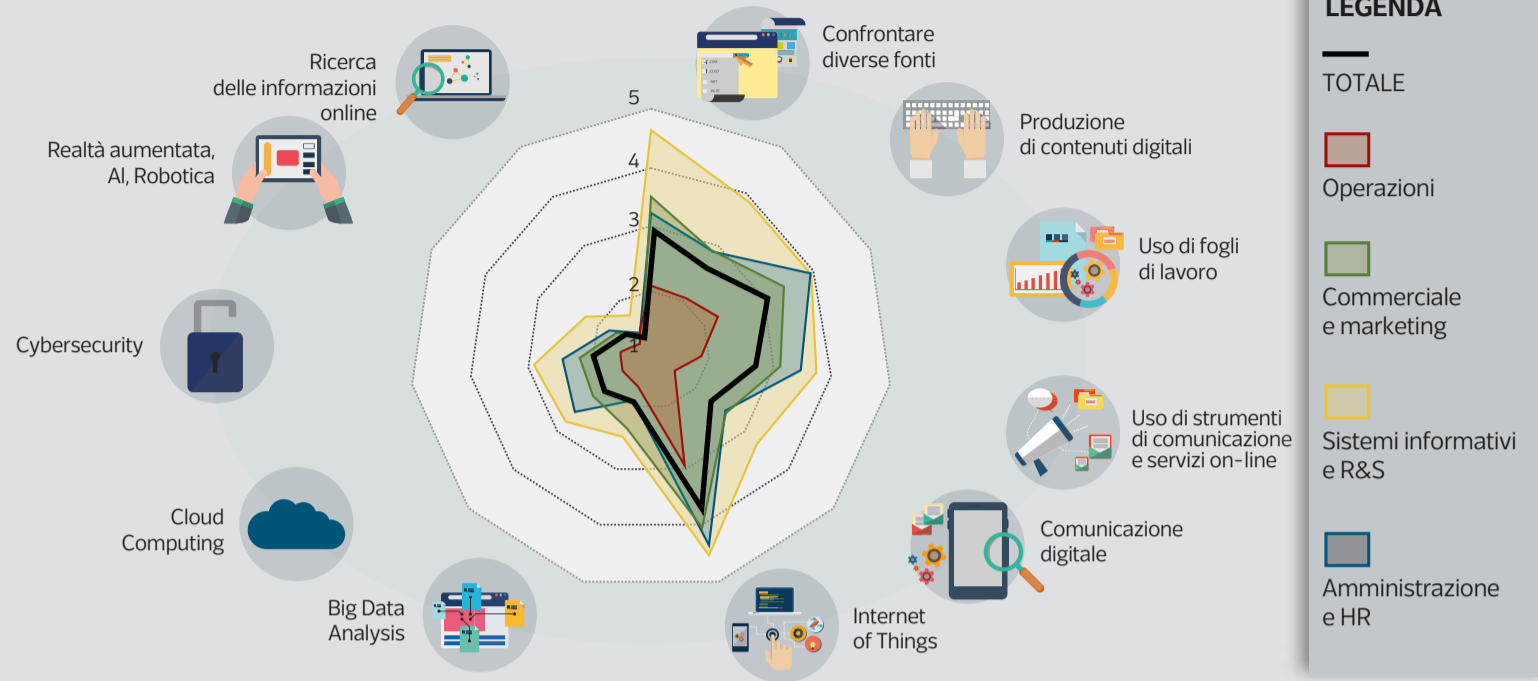 Confrontare
diverse fonti
Produzione
di contenuti digitali
Uso di fogli
di lavoro
Uso di strumenti
di comunicazione
e servizi on-line
Comunicazione
digitale
Internet
of Things
Big Data
Analysis
Cloud
Computing
Cybersecurity
Realtà aumentata,
AI, Robotica
Ricerca
delle informazioni
online
5
4
3
2
1
LEGENDA
TOTALE
Operazioni
Commerciale
e marketing
Sistemi informativi
e R&S
Amministrazione
e HR